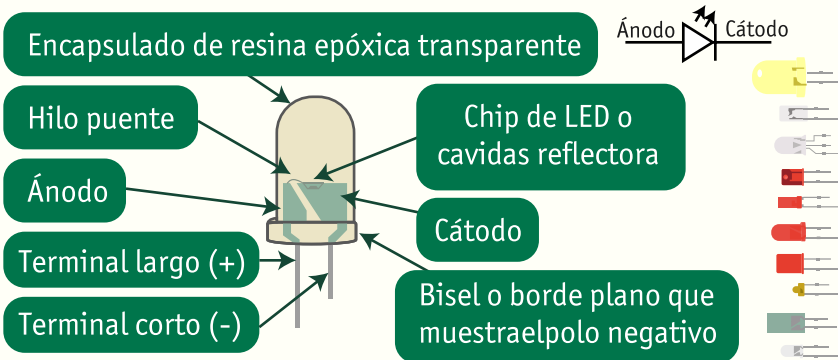 Encapsulado de resina epóxica transparente
Ánodo
Cátodo
Hilo puente
Chip de LED o
cavidas reflectora
Ánodo
Cátodo
Terminal largo (+)
Terminal corto (-)
Bisel o borde plano que
muestraelpolo negativo